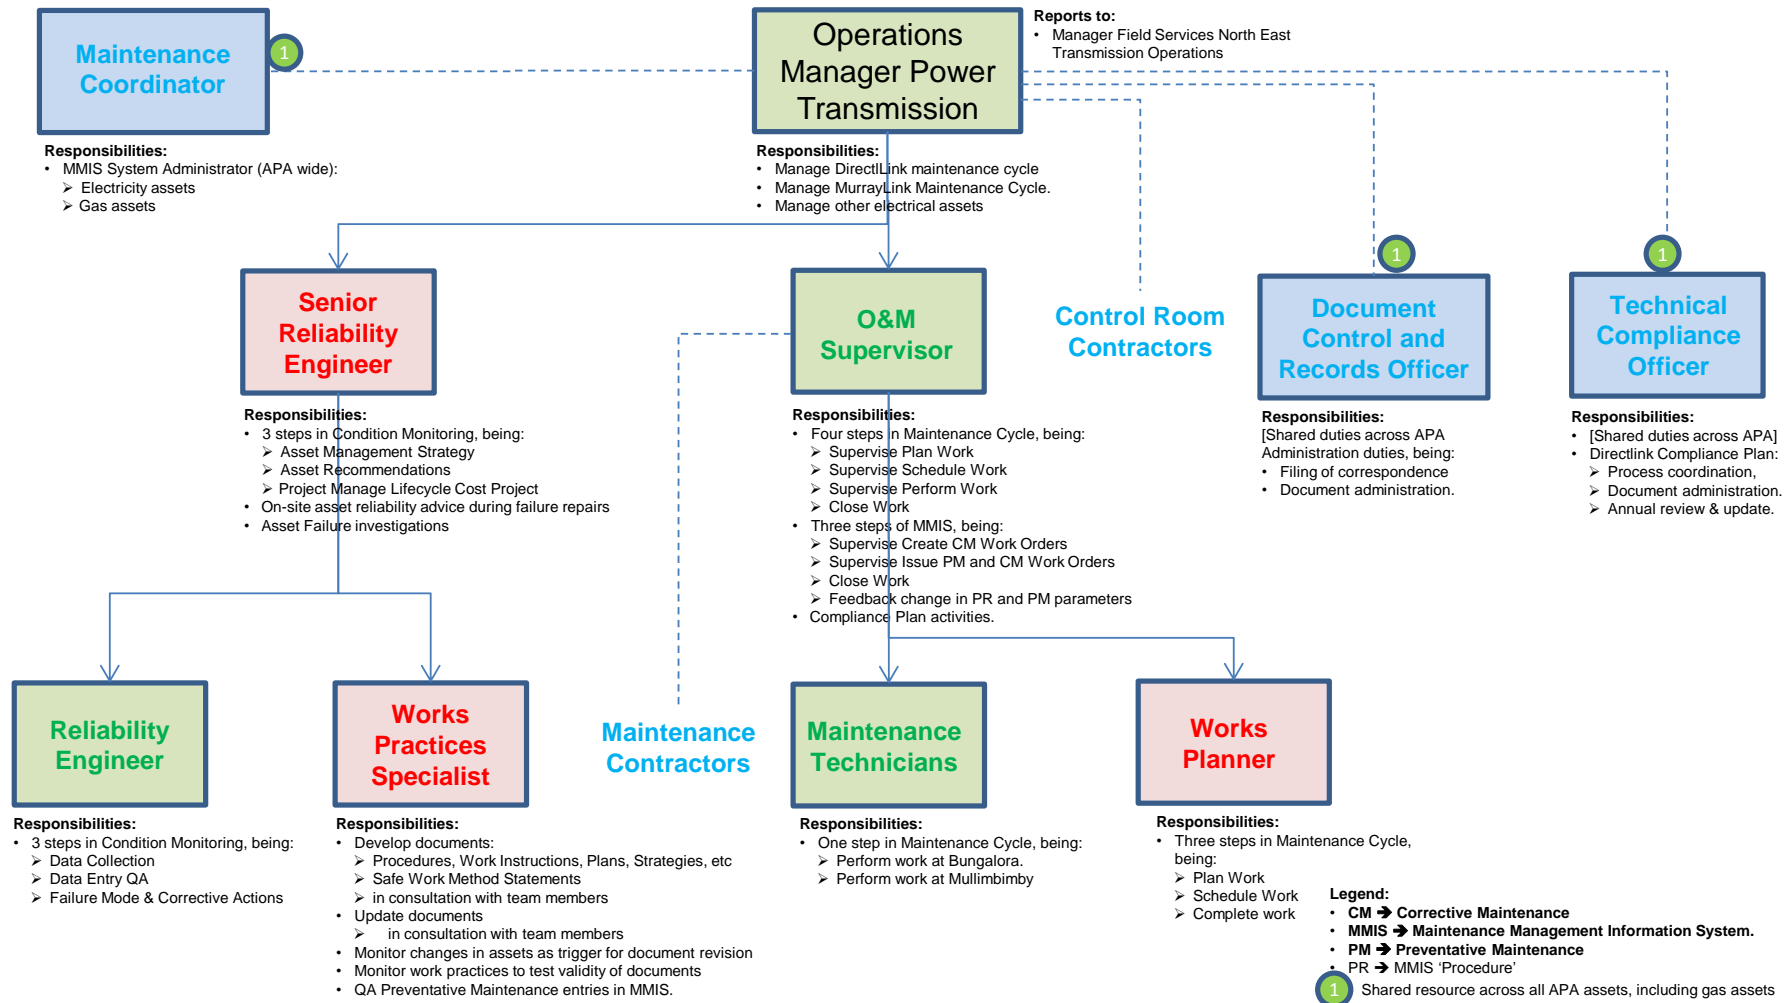 Maintenance
Coordinator
1
Operations
Manager Power
Transmission
Reports to:
• Manager Field Services North East
Transmission Operations
Responsibilities:
• MMIS System Administrator (APA wide):
➢ Electricity assets
➢ Gas assets
Responsibilities:
• Manage DirectlLink maintenance cycle
• Manage MurrayLink Maintenance Cycle.
• Manage other electrical assets
Senior
Reliability
Engineer
O&M
Supervisor
Control Room
Contractors
1
Document
Control and
Records Officer
1
Technical
Compliance
Officer
Responsibilities:
• 3 steps in Condition Monitoring, being:
➢ Asset Management Strategy
➢ Asset Recommendations
➢ Project Manage Lifecycle Cost Project
• On-site asset reliability advice during failure repairs
• Asset Failure investigations
Responsibilities:
• Four steps in Maintenance Cycle, being:
➢ Supervise Plan Work
➢ Supervise Schedule Work
➢ Supervise Perform Work
➢ Close Work
• Three steps of MMIS, being:
➢ Supervise Create CM Work Orders
➢ Supervise Issue PM and CM Work Orders
➢ Close Work
➢ Feedback change in PR and PM parameters
• Compliance Plan activities.
Responsibilities:
[Shared duties across APA
Administration duties, being:
• Filing of correspondence
• Document administration.
Responsibilities:
• [Shared duties across APA]
• Directlink Compliance Plan:
➢ Process coordination,
➢ Document administration.
➢ Annual review & update.
Reliability
Engineer
Works
Practices
Specialist
Maintenance
Contractors
Maintenance
Technicians
Works
Planner
Responsibilities:
• 3 steps in Condition Monitoring, being:
➢ Data Collection
➢ Data Entry QA
➢ Failure Mode & Corrective Actions
Responsibilities:
• Develop documents:
➢ Procedures, Work Instructions, Plans, Strategies, etc
➢ Safe Work Method Statements
➢ in consultation with team members
• Update documents
➢ in consultation with team members
• Monitor changes in assets as trigger for document revision
• Monitor work practices to test validity of documents
• QA Preventative Maintenance entries in MMIS.
Responsibilities:
• One step in Maintenance Cycle, being:
➢ Perform work at Bungalora.
➢ Perform work at Mullimbimby
Responsibilities:
• Three steps in Maintenance Cycle,
being:
➢ Plan Work
➢ Schedule Work
➢ Complete work
Legend:
• CM ➔ Corrective Maintenance
• MMIS ➔ Maintenance Management Information System.
• PM ➔ Preventative Maintenance
• PR ➔ MMIS ‘Procedure’
1 Shared resource across all APA assets, including gas assets